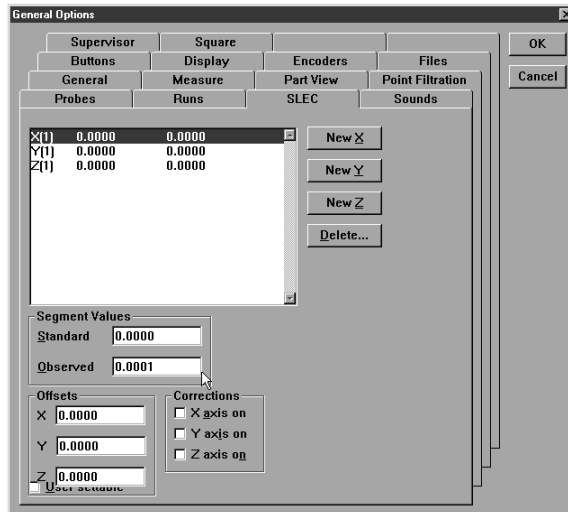 General Options
Supervisor Square
OK
Buttons Display Encoders Files
General Measure Part View Point Filtration
Cancel
Probes Runs SLEC Sounds
X(1) 0.0000 0.0000
Y(1) 0.0000 0.0000
Z(1) 0.0000 0.0000
New X
New Y
New Z
Delete...
Segment Values
Standard 0.0000
Observed 0.0001
Offsets
X 0.0000
Y 0.0000
Z 0.0000
User settable
Corrections
X axis on
Y axis on
Z axis on